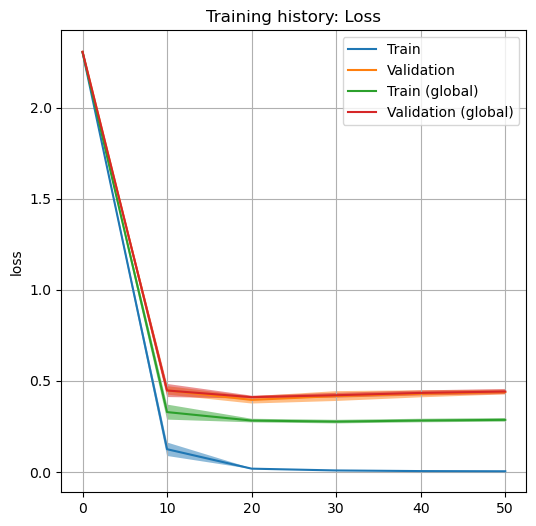 Training history: Loss
Train
Validation
Train (global)
Validation (global)
loss
2.0
1.5
1.0
0.5
0.0
0 10 20 30 40 50